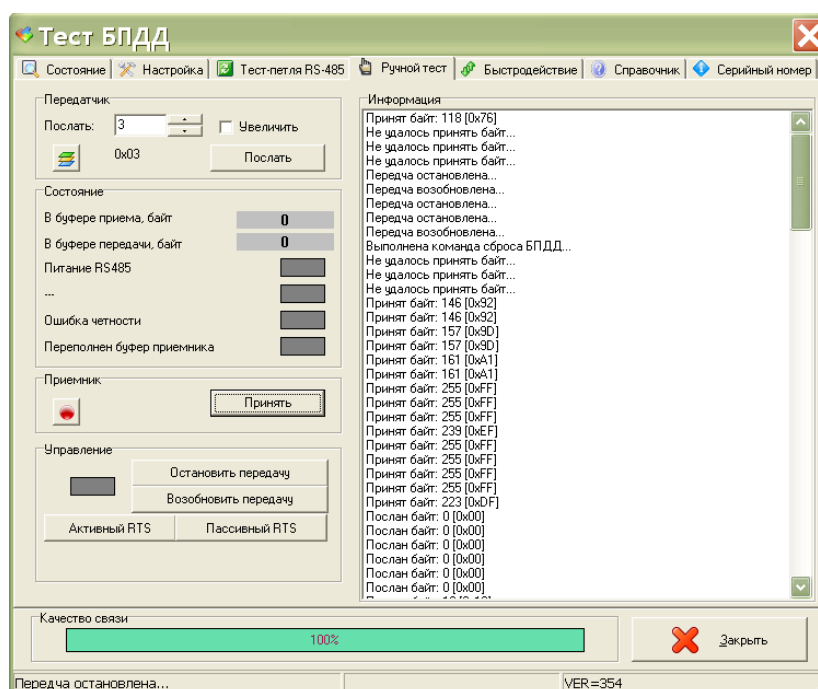 Тест БПДД
Состояние Настройка Тест-петля RS-485 Ручной тест Быстродействие Справочник Серийный номер
Передатчик
Послать: 3 Увеличить
0x03 Послать
Состояние
В буфере приема, байт 0
В буфере передачи, байт 0
Питание RS485
---
Ошибка четности
Переполнен буфер приемника
Приемник
Принять
Управление
Остановить передачу
Возобновить передачу
Активный RTS Пассивный RTS
Информация
Принят байт: 118 [0x76]
Не удалось принять байт...
Не удалось принять байт...
Не удалось принять байт...
Передча остановлена...
Передча возобновлена...
Передча остановлена...
Передча остановлена...
Передча возобновлена...
Выполнена команда сброса БПДД...
Не удалось принять байт...
Не удалось принять байт...
Не удалось принять байт...
Принят байт: 146 [0x92]
Принят байт: 146 [0x92]
Принят байт: 157 [0x9D]
Принят байт: 157 [0x9D]
Принят байт: 161 [0xA1]
Принят байт: 161 [0xA1]
Принят байт: 255 [0xFF]
Принят байт: 255 [0xFF]
Принят байт: 255 [0xFF]
Принят байт: 239 [0xEF]
Принят байт: 255 [0xFF]
Принят байт: 255 [0xFF]
Принят байт: 255 [0xFF]
Принят байт: 255 [0xFF]
Принят байт: 223 [0xDF]
Послан байт: 0 [0x00]
Послан байт: 0 [0x00]
Послан байт: 0 [0x00]
Послан байт: 0 [0x00]
Послан байт: 0 [0x00]
Послан байт: 0 [0x00]
Качество связи
100%
Закрыть
Передча остановлена... VER=354